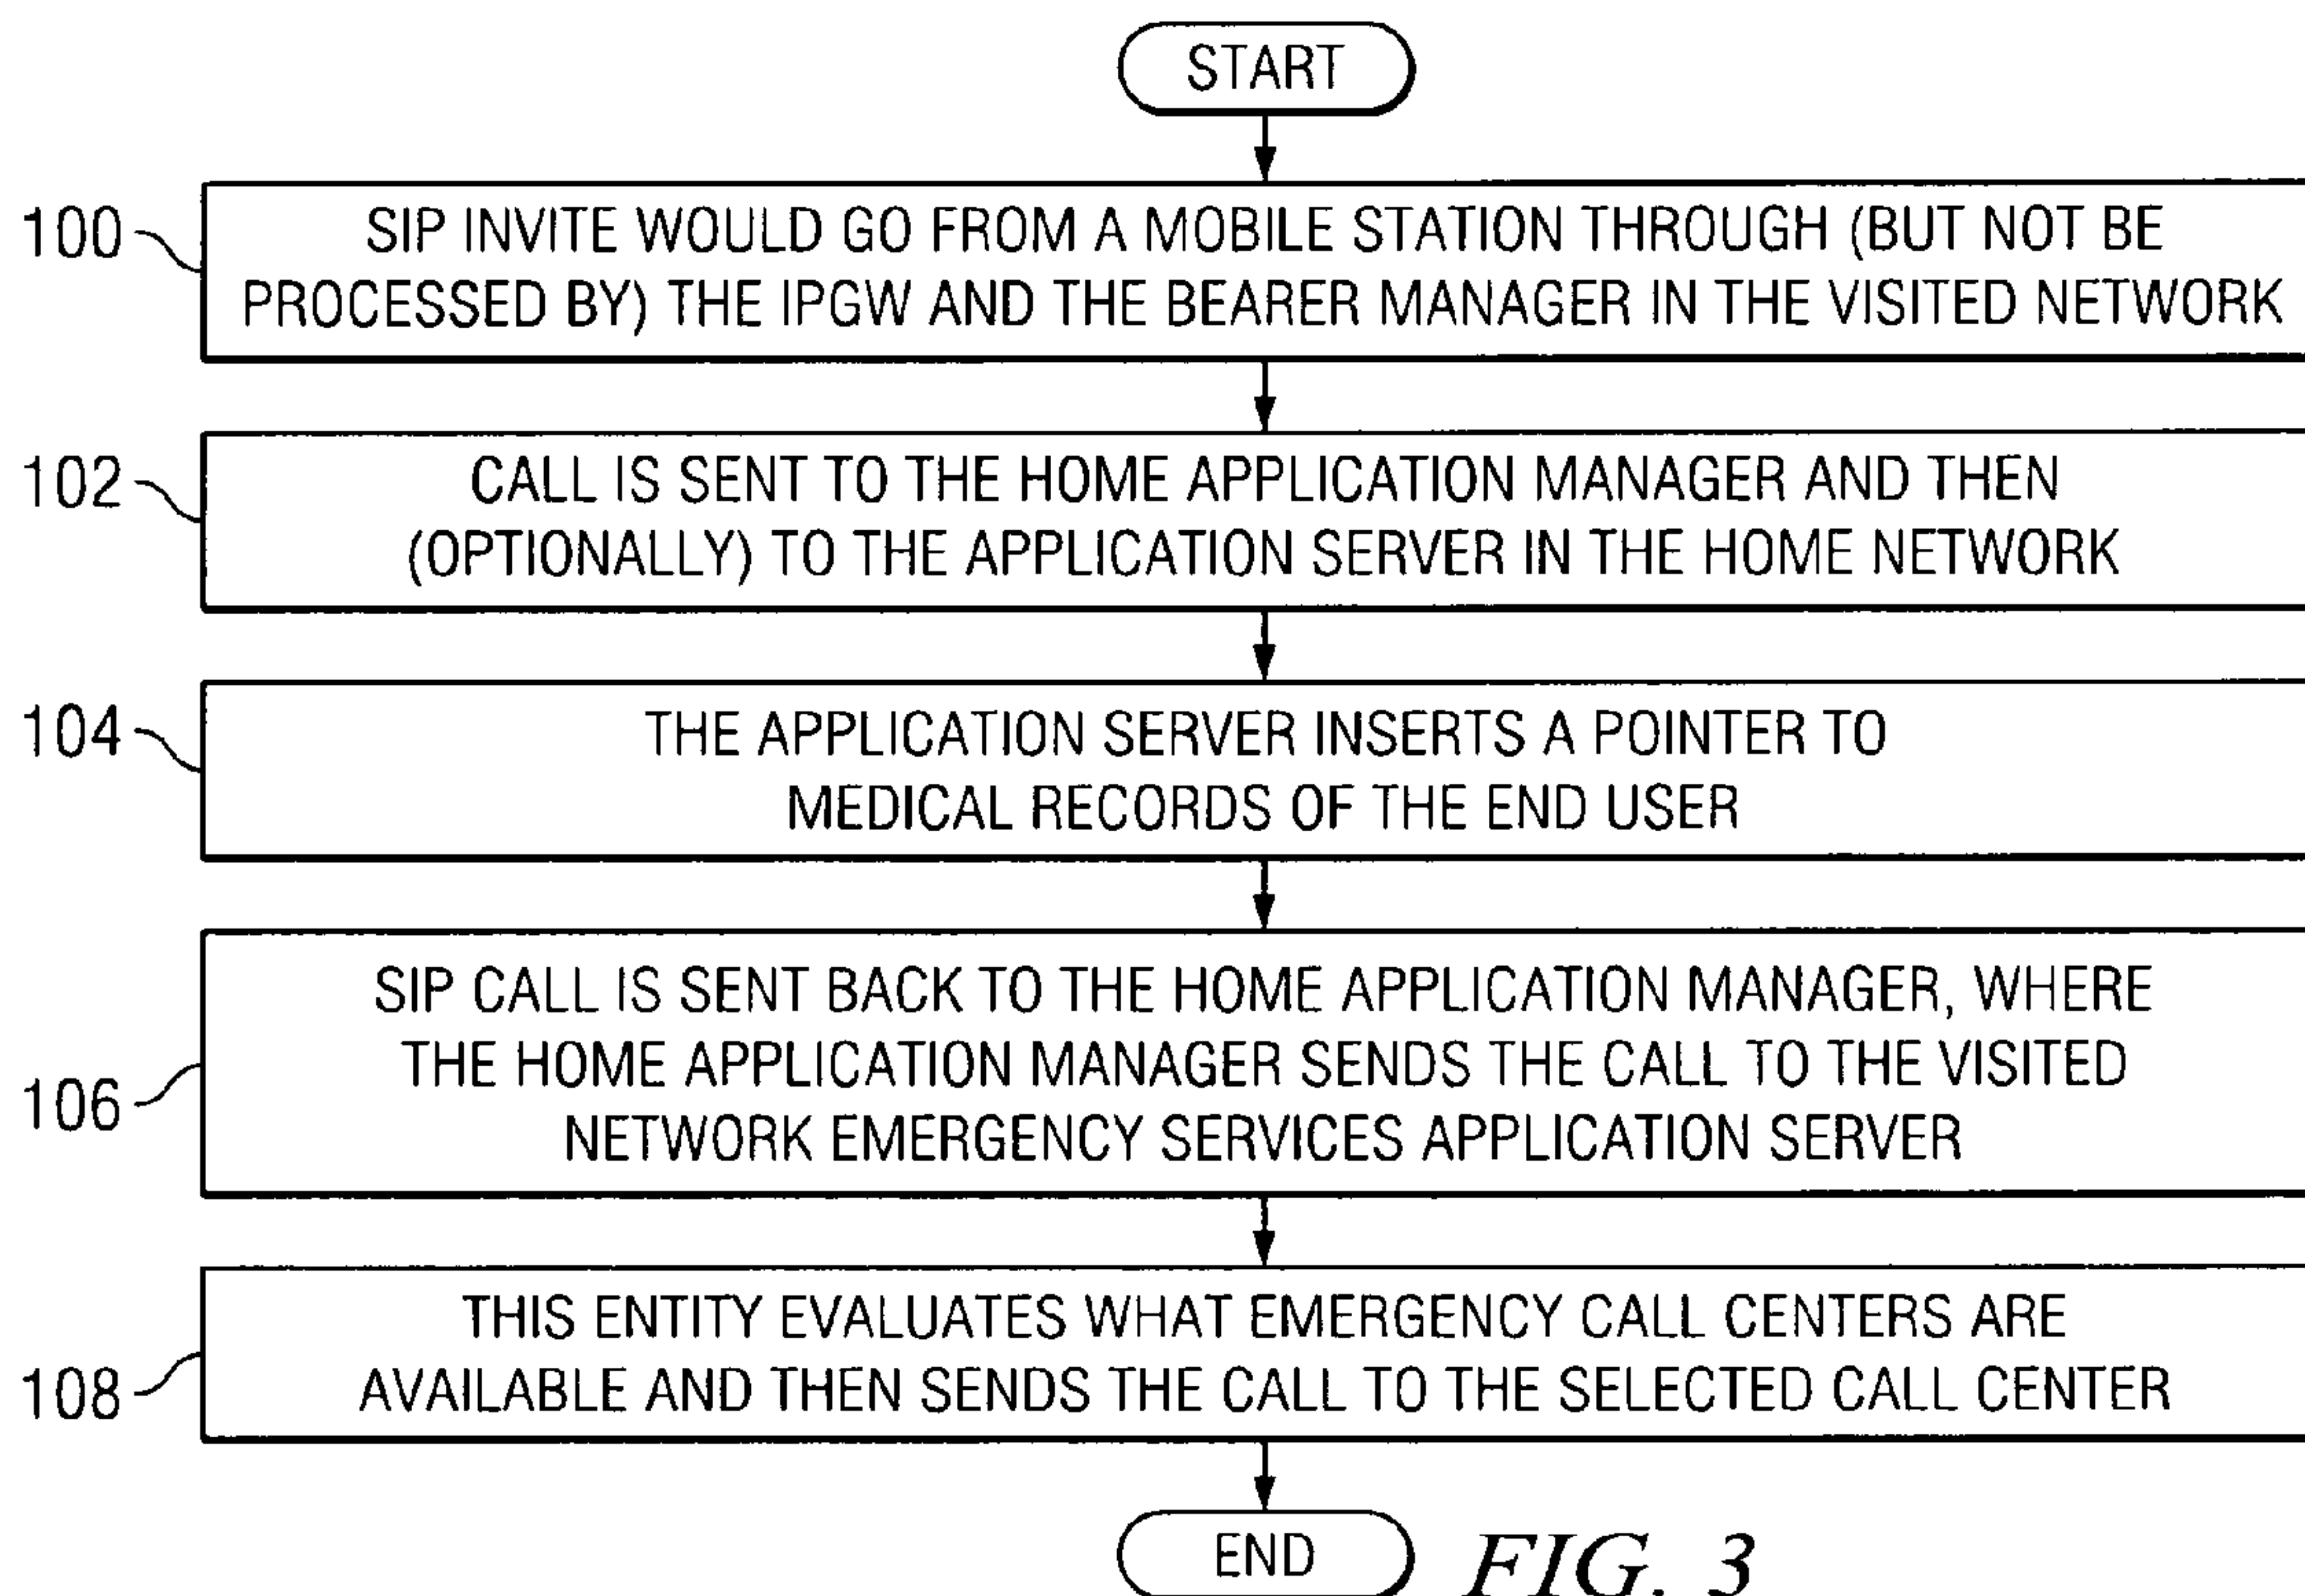 START
100
SIP INVITE WOULD GO FROM A MOBILE STATION THROUGH (BUT NOT BE
PROCESSED BY) THE IPGW AND THE BEARER MANAGER IN THE VISITED NETWORK
102
CALL IS SENT TO THE HOME APPLICATION MANAGER AND THEN
(OPTIONALLY) TO THE APPLICATION SERVER IN THE HOME NETWORK
104
THE APPLICATION SERVER INSERTS A POINTER TO
MEDICAL RECORDS OF THE END USER
106
SIP CALL IS SENT BACK TO THE HOME APPLICATION MANAGER, WHERE
THE HOME APPLICATION MANAGER SENDS THE CALL TO THE VISITED
NETWORK EMERGENCY SERVICES APPLICATION SERVER
108
THIS ENTITY EVALUATES WHAT EMERGENCY CALL CENTERS ARE
AVAILABLE AND THEN SENDS THE CALL TO THE SELECTED CALL CENTER
END
FIG. 3